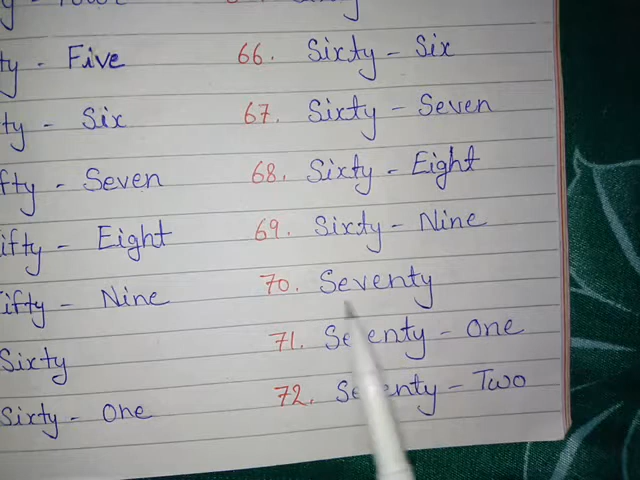 ty - Five
ty - Six
fty - Seven
ifty - Eight
ifty - Nine
Sixty
Sixty - One
66. Sixty - Six
67. Sixty - Seven
68. Sixty - Eight
69. Sixty - Nine
70. Seventy
71. Seventy - One
72. Seventy - Two